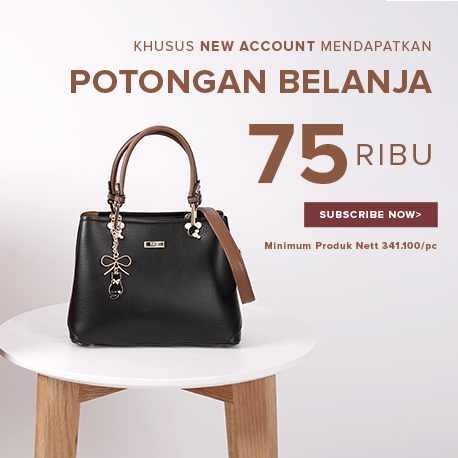 KHUSUS NEW ACCOUNT MENDAPATKAN
POTONGAN BELANJA
75 RIBU
SUBSCRIBE NOW>
Minimum Produk Nett 341.100/pc